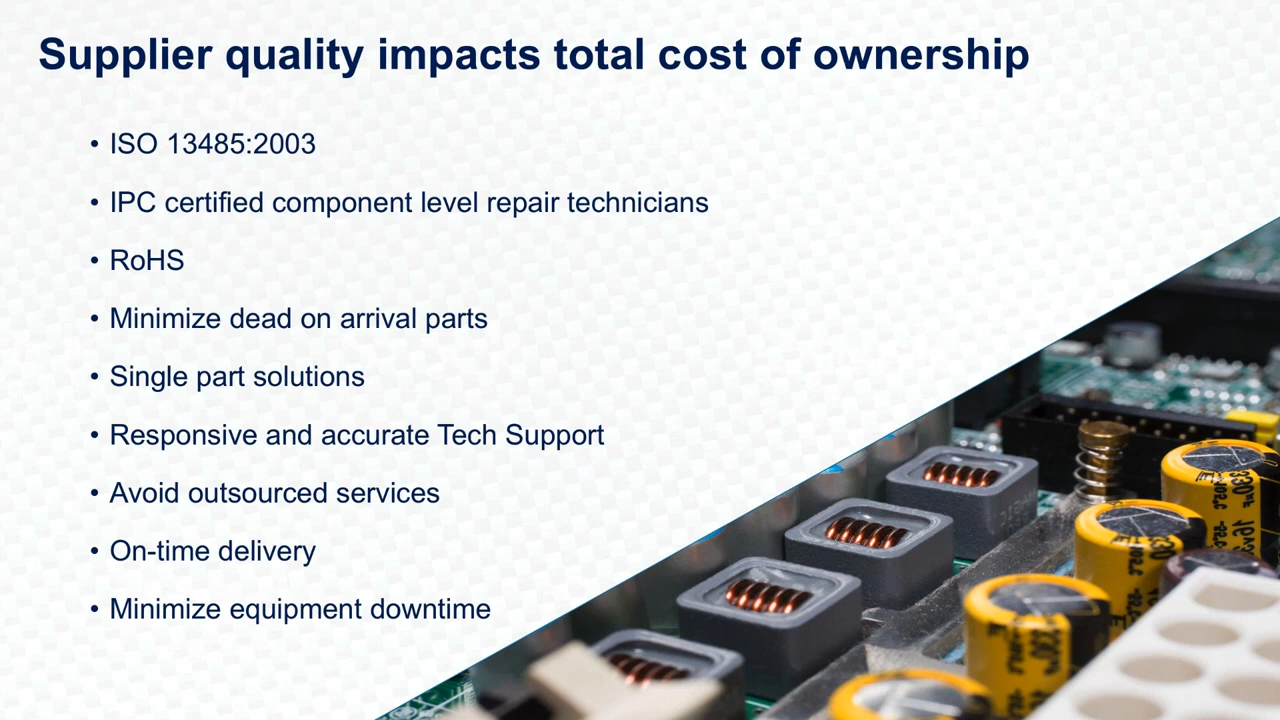 Supplier quality impacts total cost of ownership
• ISO 13485:2003
• IPC certified component level repair technicians
• RoHS
• Minimize dead on arrival parts
• Single part solutions
• Responsive and accurate Tech Support
• Avoid outsourced services
• On-time delivery
• Minimize equipment downtime